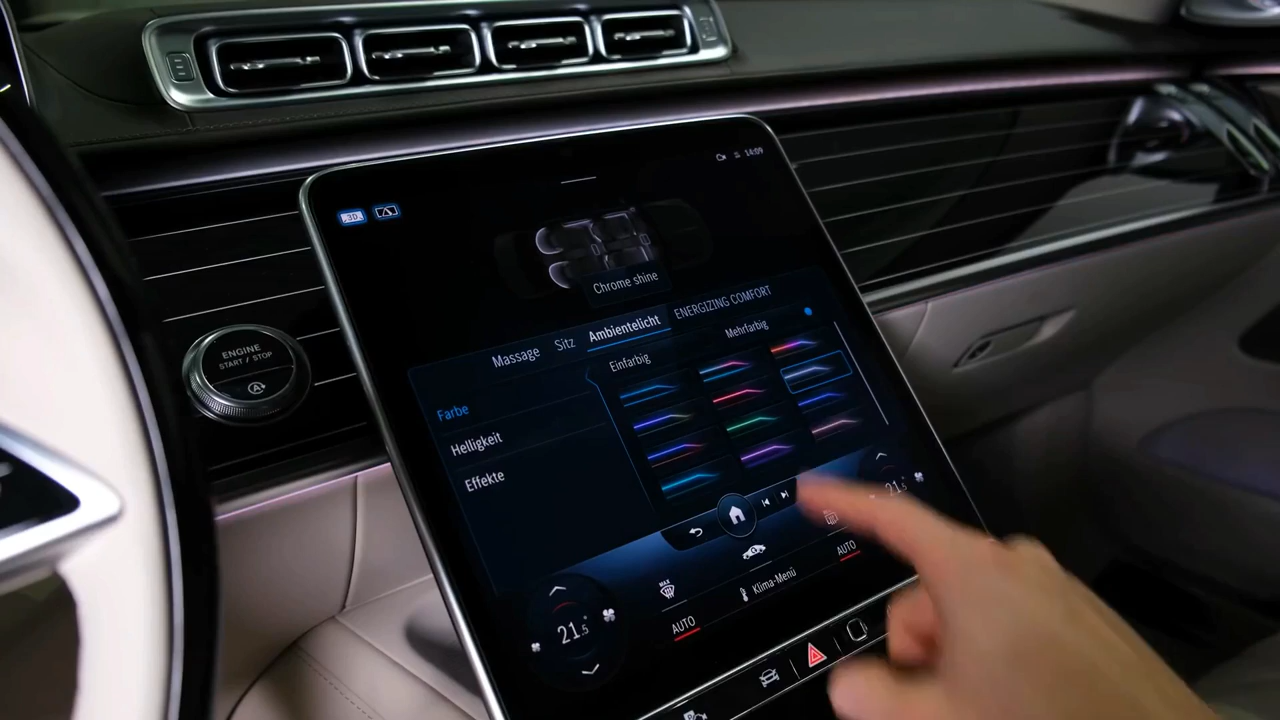 3D
14:09
Chrome shine
Massage Sitz Ambientelicht ENERGIZING COMFORT
Einfarbig Mehrfarbig
Farbe
Helligkeit
Effekte
ENGINE
START / STOP
A
21.5
MAX
AUTO
Klima-Menü
AUTO
21.5